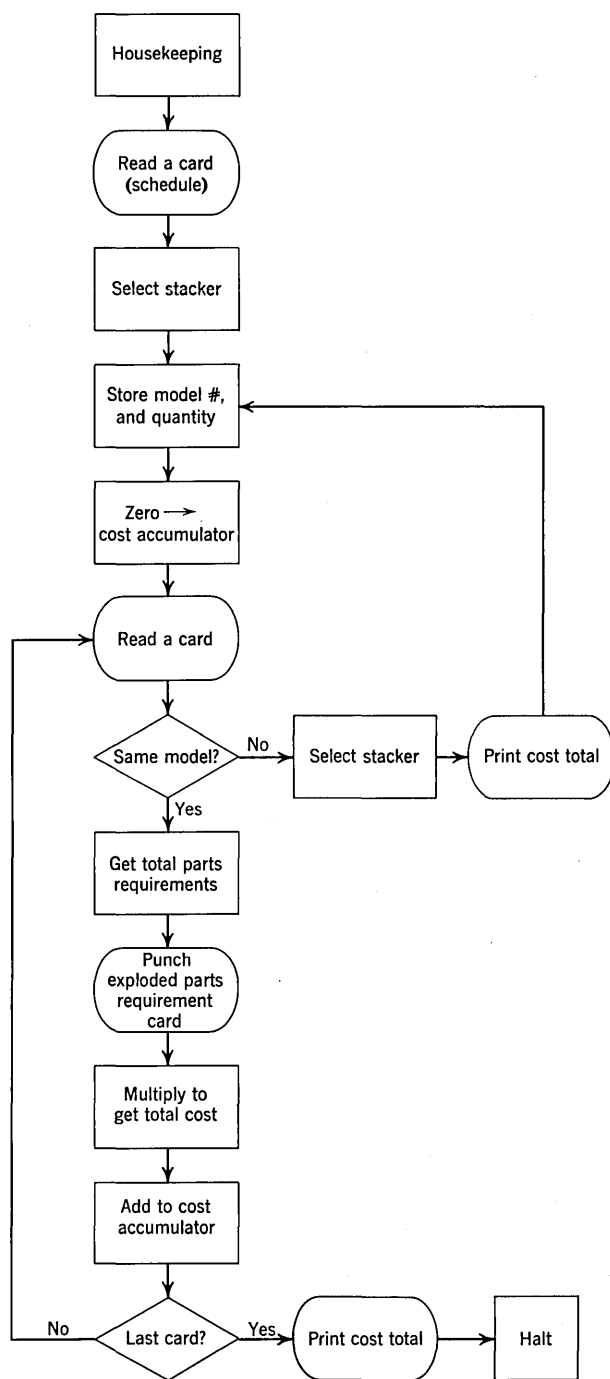 Housekeeping
Read a card
(schedule)
Select stacker
Store model #,
and quantity
Zero →
cost accumulator
Read a card
Same model?
No
Select stacker
Print cost total
Yes
Get total parts
requirements
Punch
exploded parts
requirement
card
Multiply to
get total cost
Add to cost
accumulator
No
Last card?
Yes
Print cost total
Halt